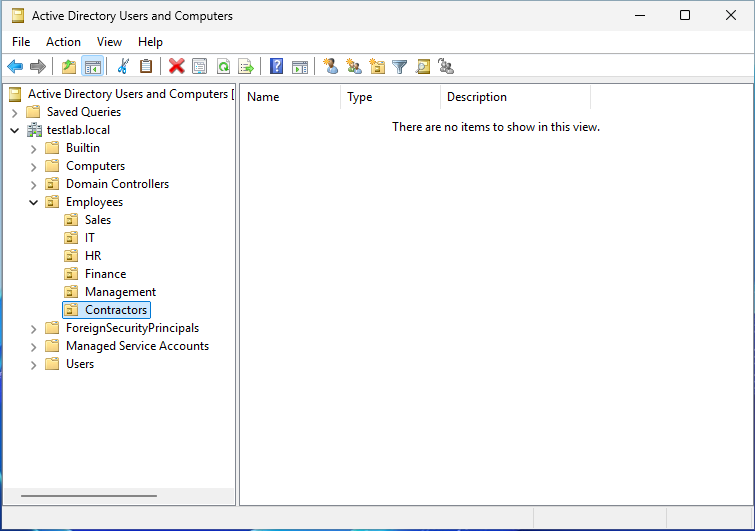 Active Directory Users and Computers
File Action View Help
Active Directory Users and Computers [
Saved Queries
testlab.local
Builtin
Computers
Domain Controllers
Employees
Sales
IT
HR
Finance
Management
Contractors
ForeignSecurityPrincipals
Managed Service Accounts
Users
Name Type Description
There are no items to show in this view.